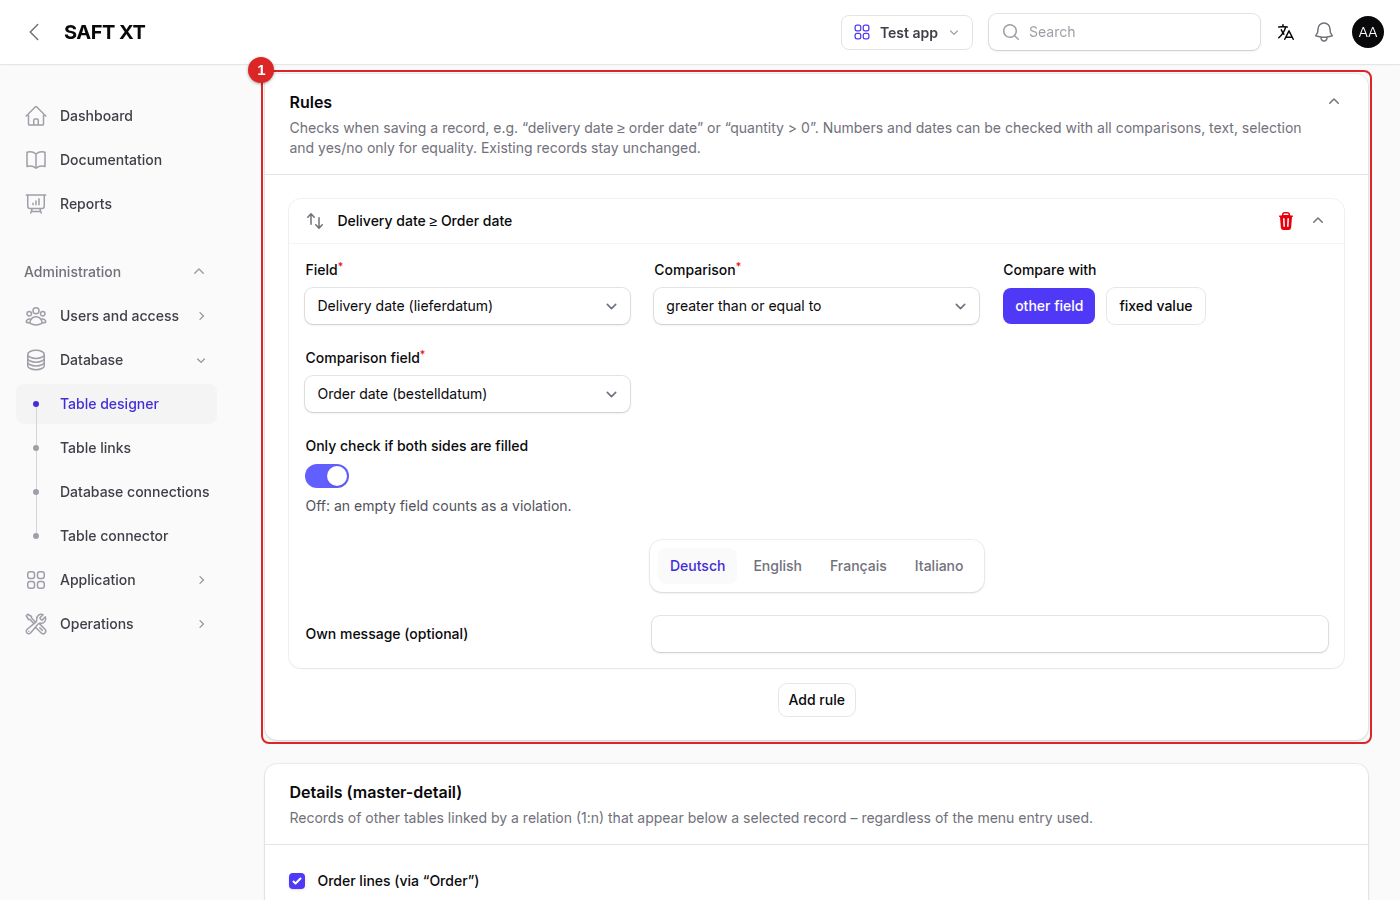 SAFT XT
Test app
Search
AA
Dashboard
Documentation
Reports
Administration
Users and access
Database
Table designer
Table links
Database connections
Table connector
Application
Operations
1
Rules
Checks when saving a record, e.g. “delivery date ≥ order date” or “quantity > 0”. Numbers and dates can be checked with all comparisons, text, selection
and yes/no only for equality. Existing records stay unchanged.
Delivery date ≥ Order date
Field*
Comparison*
Compare with
Delivery date (lieferdatum)
greater than or equal to
other field
fixed value
Comparison field*
Order date (bestelldatum)
Only check if both sides are filled
Off: an empty field counts as a violation.
Deutsch
English
Français
Italiano
Own message (optional)
Add rule
Details (master-detail)
Records of other tables linked by a relation (1:n) that appear below a selected record – regardless of the menu entry used.
Order lines (via “Order”)